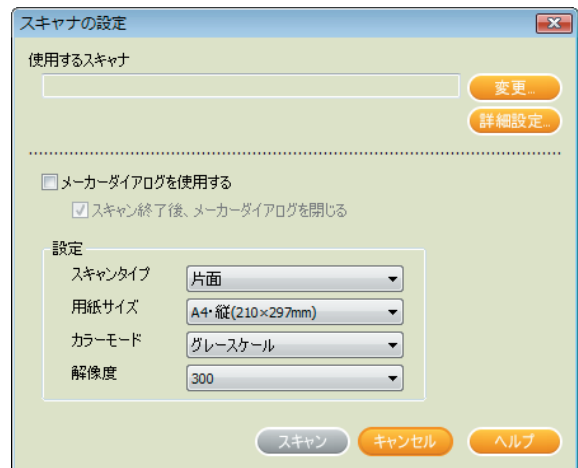 スキャナの設定
使用するスキャナ
変更...
詳細設定...
メーカーダイアログを使用する
スキャン終了後、メーカーダイアログを閉じる
設定
スキャンタイプ 片面
用紙サイズ A4・縦(210×297mm)
カラーモード グレースケール
解像度 300
スキャン キャンセル ヘルプ